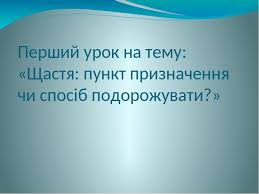 Перший урок на тему:
«Щастя: пункт призначення
чи спосіб подорожувати?»